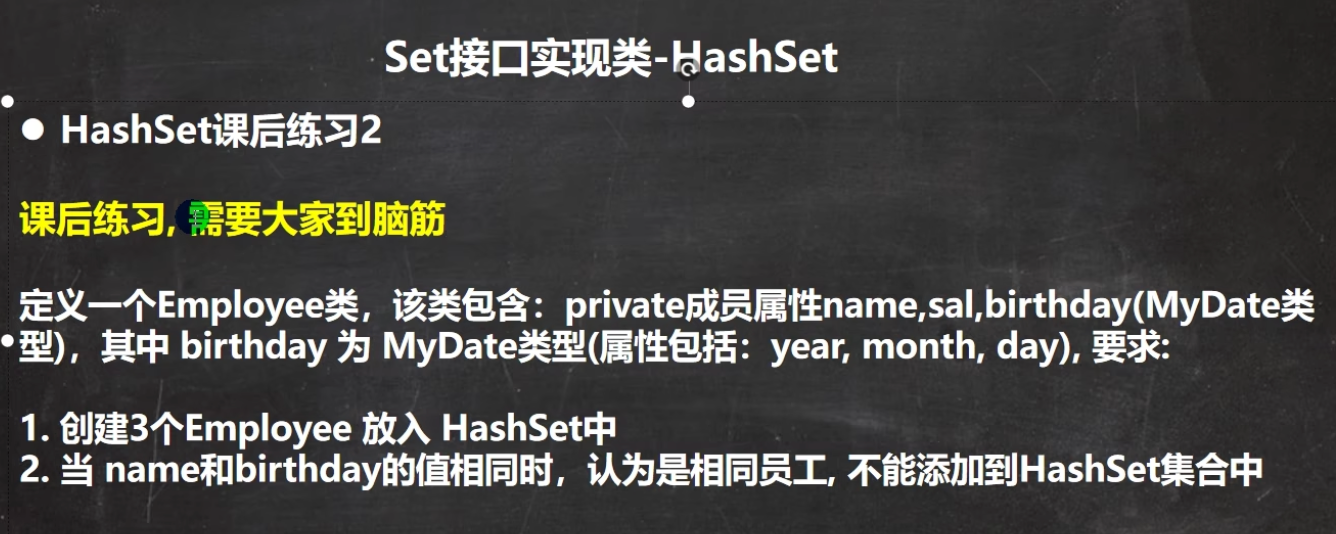 Set接口实现类-HashSet
● HashSet课后练习2
课后练习, 需要大家到脑筋
定义一个Employee类，该类包含：private成员属性name,sal,birthday(MyDate类
型)，其中 birthday 为 MyDate类型(属性包括：year, month, day), 要求:
1. 创建3个Employee 放入 HashSet中
2. 当 name和birthday的值相同时，认为是相同员工, 不能添加到HashSet集合中